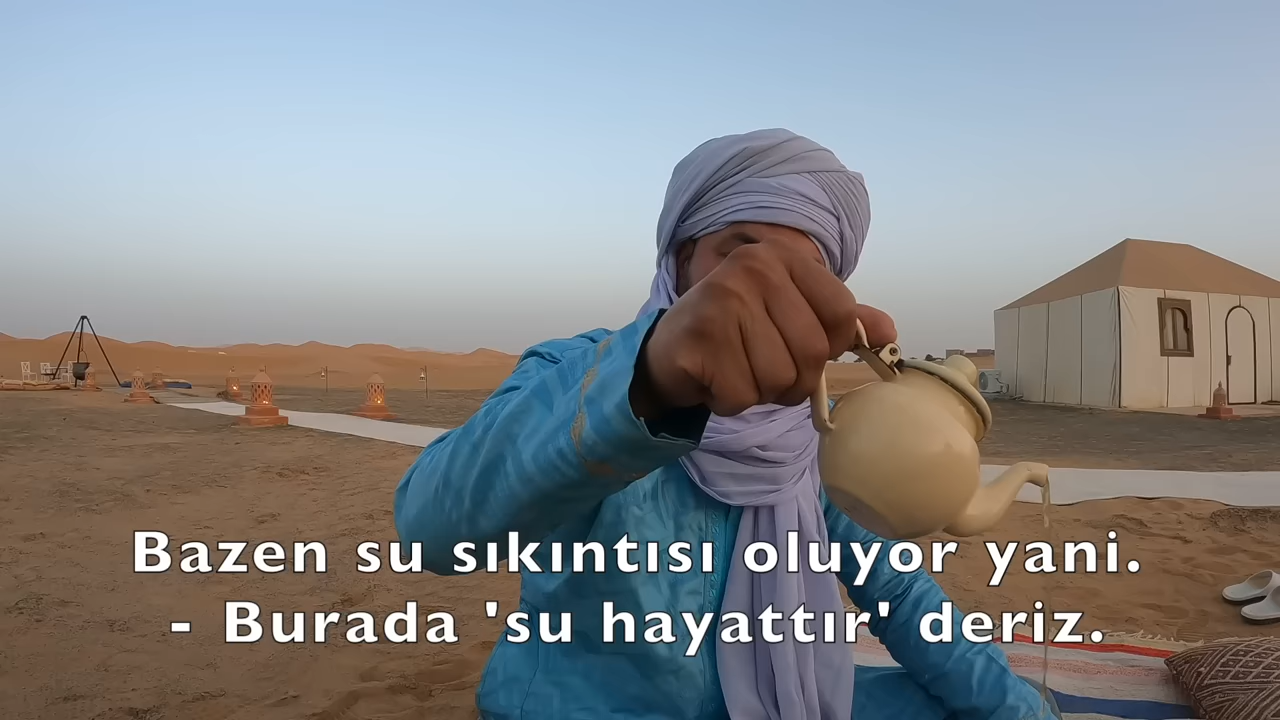 Bazen su sıkıntısı oluyor yani.
- Burada 'su hayattır' deriz.